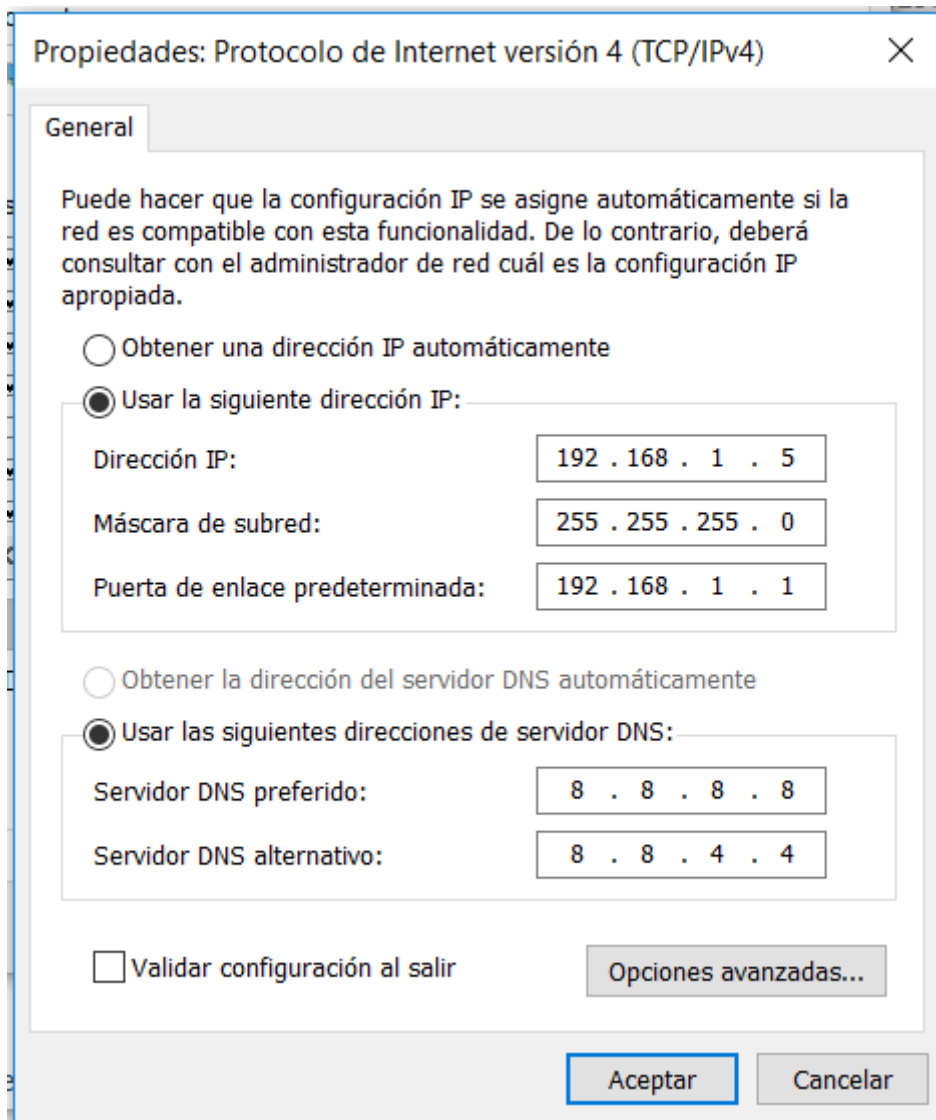 Propiedades: Protocolo de Internet versión 4 (TCP/IPv4)
General
Puede hacer que la configuración IP se asigne automáticamente si la
red es compatible con esta funcionalidad. De lo contrario, deberá
consultar con el administrador de red cuál es la configuración IP
apropiada.
Obtener una dirección IP automáticamente
Usar la siguiente dirección IP:
Dirección IP: 192 . 168 . 1 . 5
Máscara de subred: 255 . 255 . 255 . 0
Puerta de enlace predeterminada: 192 . 168 . 1 . 1
Obtener la dirección del servidor DNS automáticamente
Usar las siguientes direcciones de servidor DNS:
Servidor DNS preferido: 8 . 8 . 8 . 8
Servidor DNS alternativo: 8 . 8 . 4 . 4
Validar configuración al salir
Opciones avanzadas...
Aceptar Cancelar